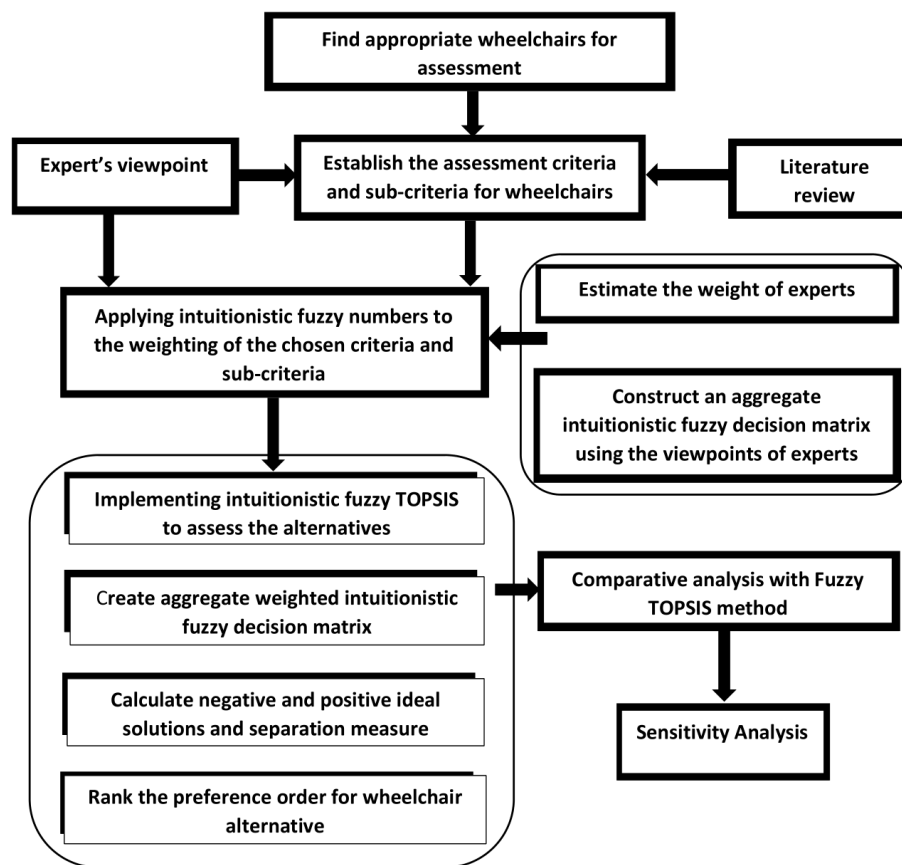 Find appropriate wheelchairs for
assessment
Expert’s viewpoint
Establish the assessment criteria
and sub-criteria for wheelchairs
Literature
review
Applying intuitionistic fuzzy numbers to
the weighting of the chosen criteria and
sub-criteria
Estimate the weight of experts
Construct an aggregate
intuitionistic fuzzy decision matrix
using the viewpoints of experts
Implementing intuitionistic fuzzy TOPSIS
to assess the alternatives
Create aggregate weighted intuitionistic
fuzzy decision matrix
Calculate negative and positive ideal
solutions and separation measure
Rank the preference order for wheelchair
alternative
Comparative analysis with Fuzzy
TOPSIS method
Sensitivity Analysis